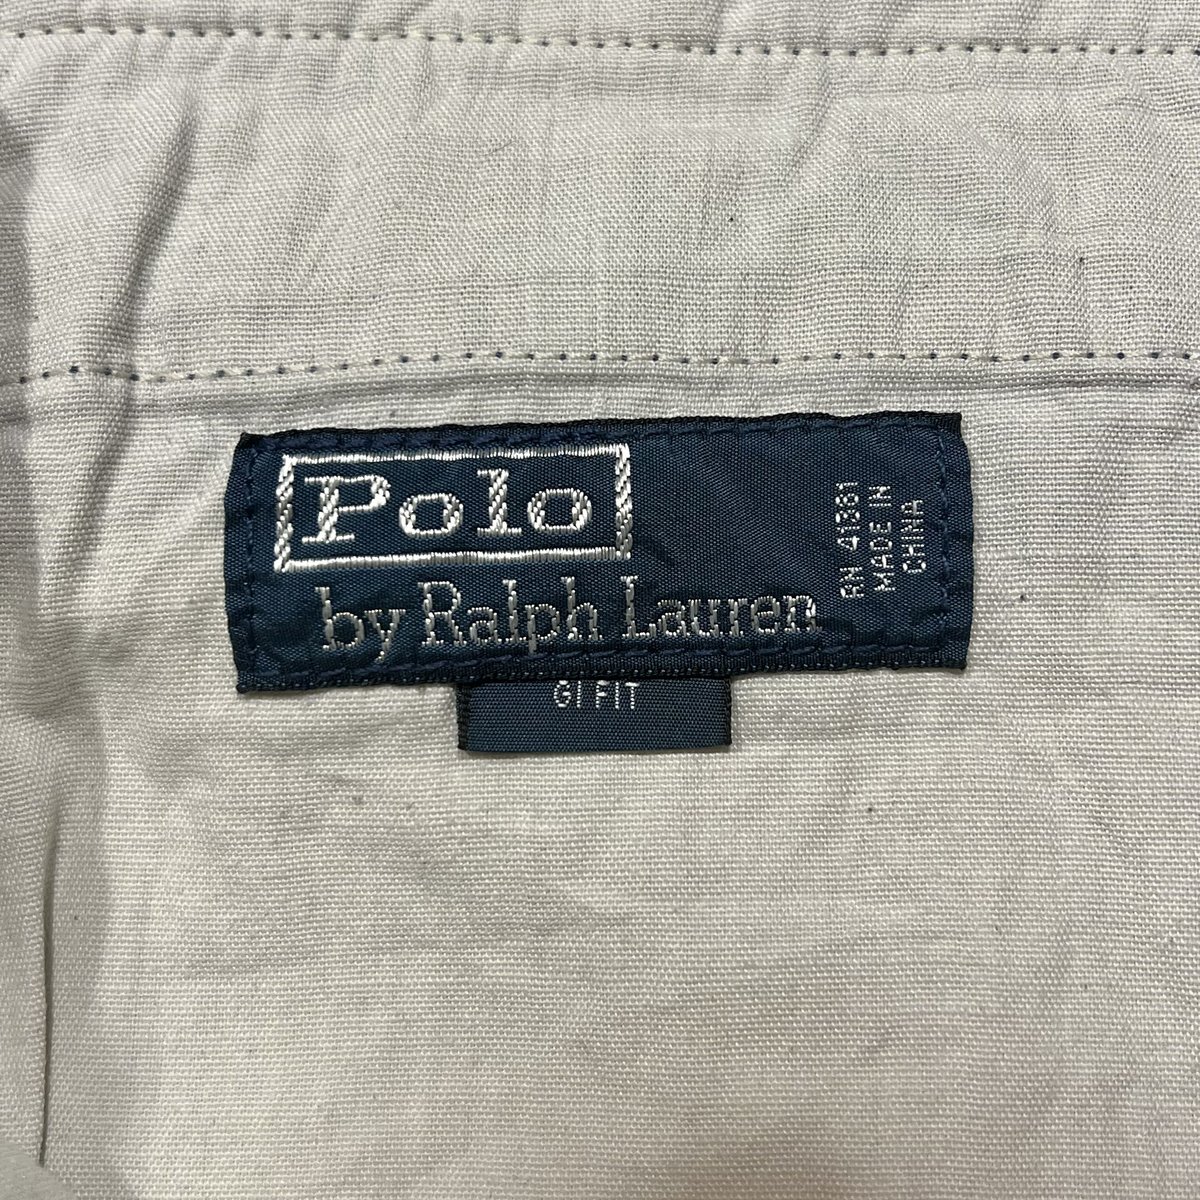 Polo
by Ralph Lauren
RN 41381
MADE IN
CHINA
GI FIT